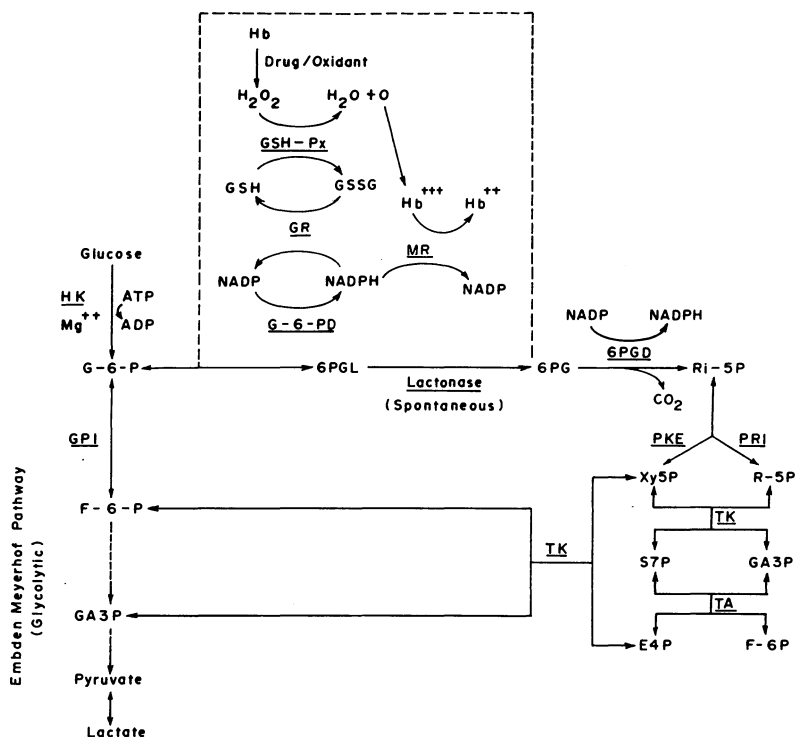 Hb
Drug/Oxidant
H2O2 H2O + O
GSH-Px
GSH GSSG
Hb+++ Hb++
GR
MR
Glucose
NADP NADPH NADP
HK ATP
Mg++ ADP
G-6-PD
NADP NADPH
6PGD
G-6-P 6PGL 6PG Ri-5P
Lactonase
(Spontaneous)
CO2
GPI
PKE PRI
Xy5P R-5P
F-6-P
TK
TK
S7P GA3P
TA
GA3P
E4P F-6P
Embden Meyerhof Pathway
(Glycolytic)
Pyruvate
Lactate